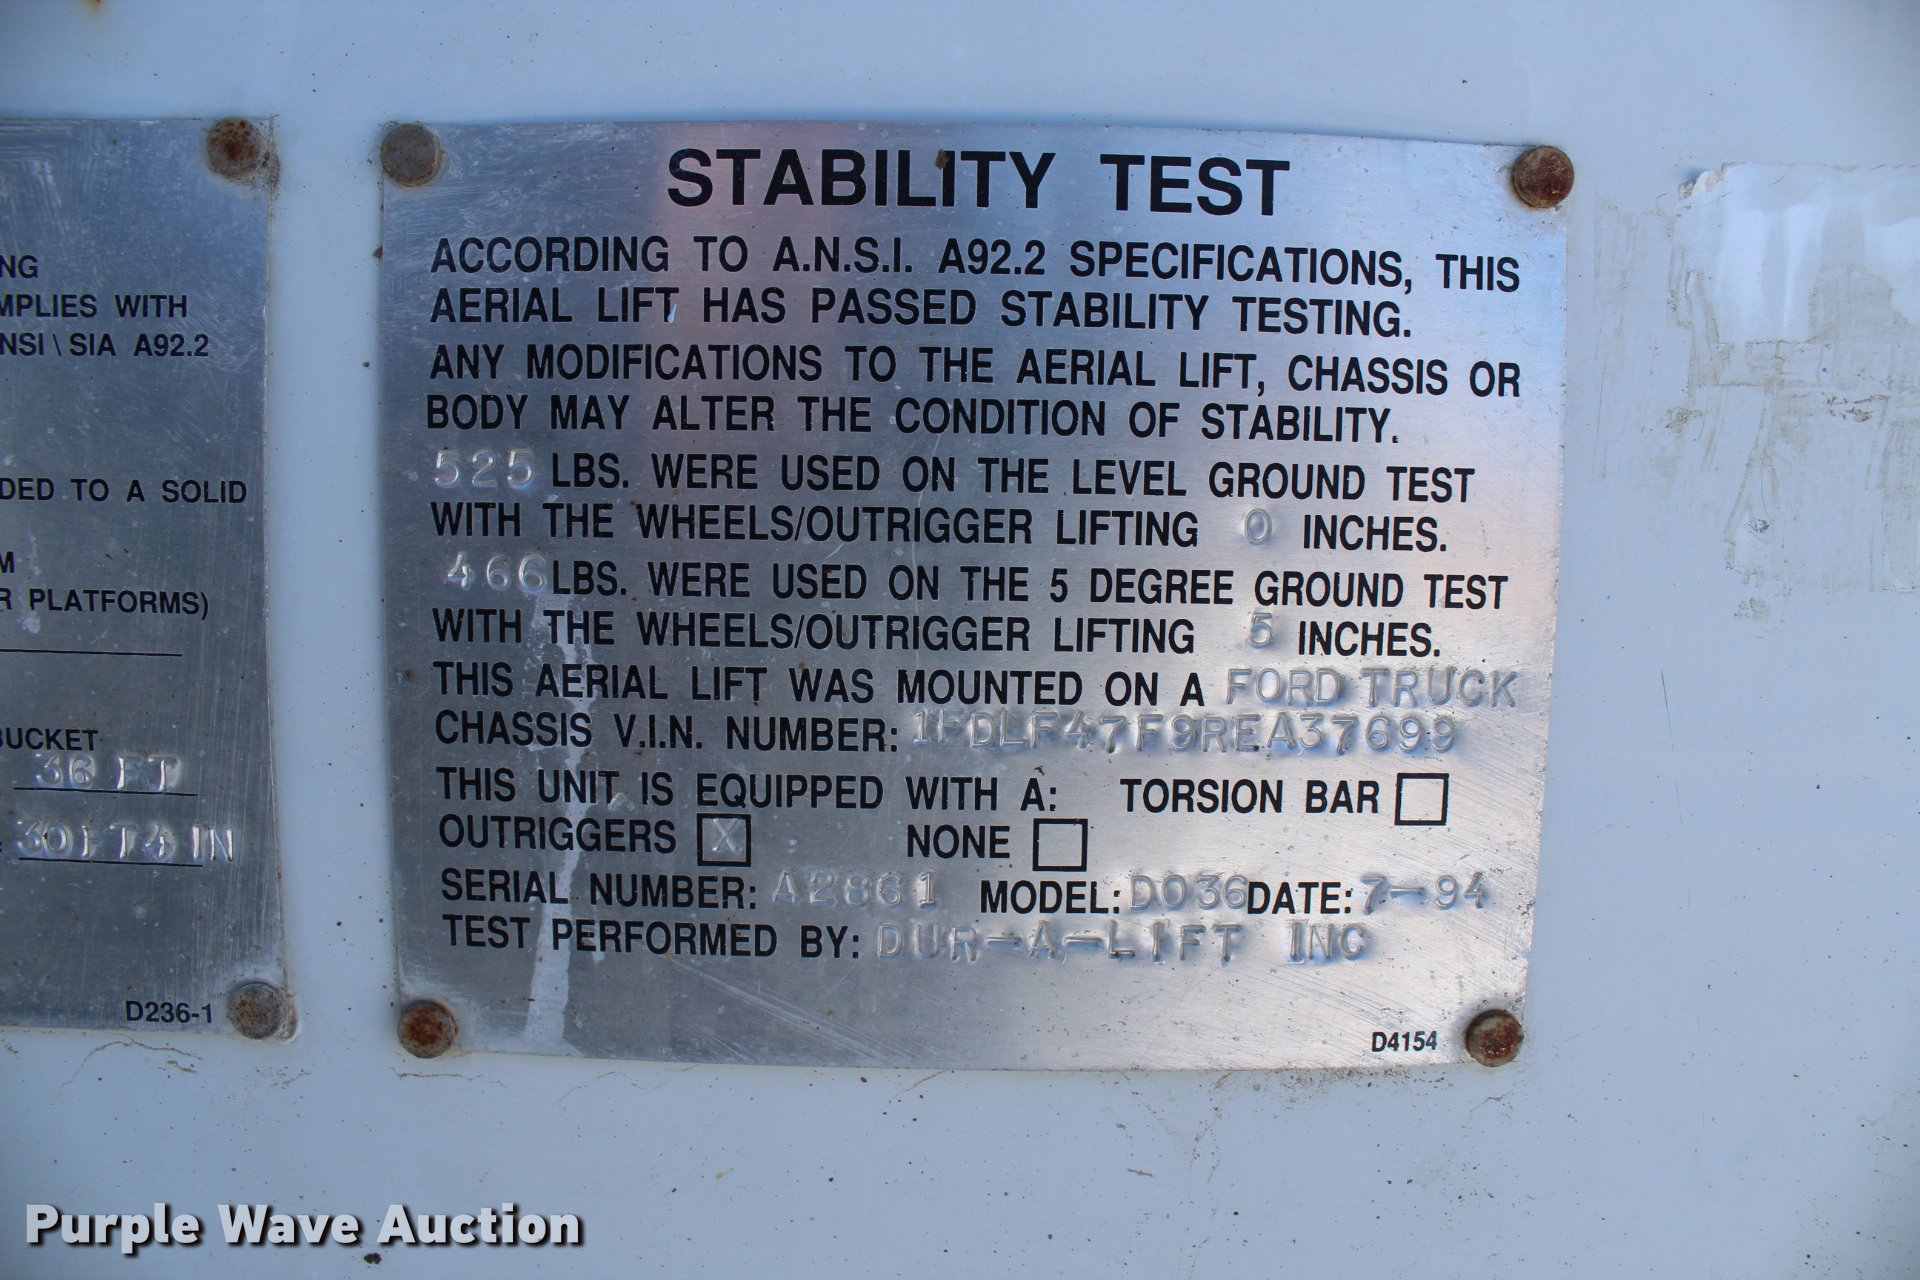 NG
MPLIES WITH
NSI \ SIA A92.2
DED TO A SOLID
M
R PLATFORMS)
BUCKET
36 FT
30FT4IN
D236-1
STABILITY TEST
ACCORDING TO A.N.S.I. A92.2 SPECIFICATIONS, THIS
AERIAL LIFT HAS PASSED STABILITY TESTING.
ANY MODIFICATIONS TO THE AERIAL LIFT, CHASSIS OR
BODY MAY ALTER THE CONDITION OF STABILITY.
525 LBS. WERE USED ON THE LEVEL GROUND TEST
WITH THE WHEELS/OUTRIGGER LIFTING 0 INCHES.
466 LBS. WERE USED ON THE 5 DEGREE GROUND TEST
WITH THE WHEELS/OUTRIGGER LIFTING 5 INCHES.
THIS AERIAL LIFT WAS MOUNTED ON A FORD TRUCK
CHASSIS V.I.N. NUMBER: 1FDLF47F9REA37699
THIS UNIT IS EQUIPPED WITH A: TORSION BAR
OUTRIGGERS X NONE
SERIAL NUMBER: A2861 MODEL: D036 DATE: 7-94
TEST PERFORMED BY: DUR-A-LIFT INC
D4154
Purple Wave Auction